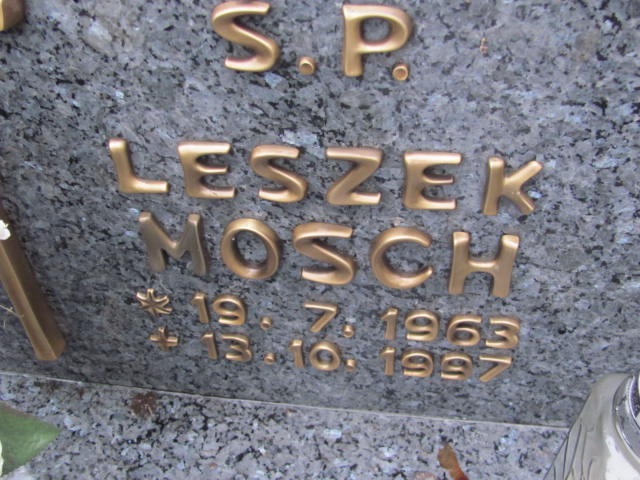 S.P.
LESZEK
MOSCH
* 19. 7. 1963
+ 13.10. 1997